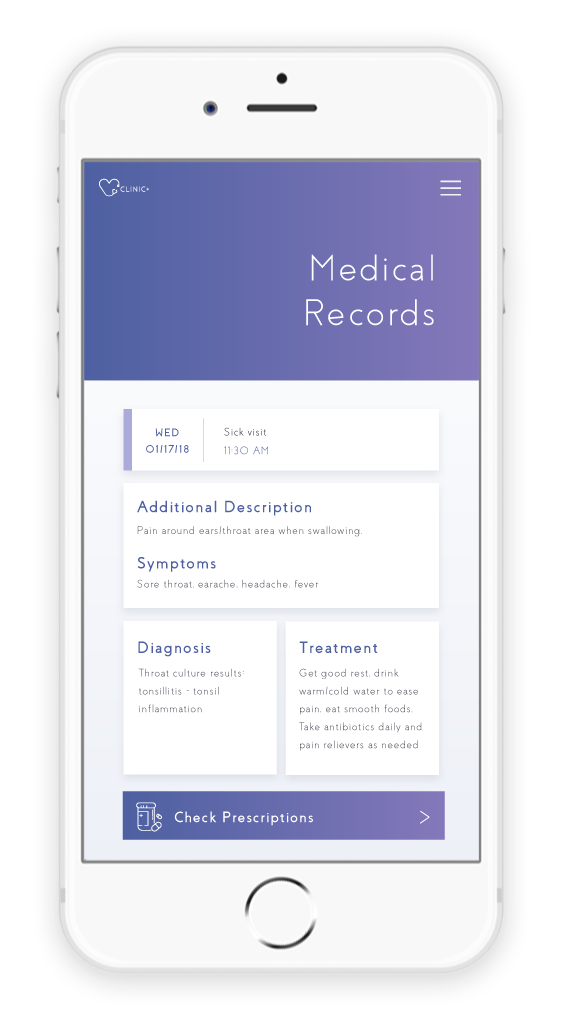 CLINIC+
Medical
Records
WED
01/17/18
Sick visit
11:30 AM
Additional Description
Pain around ears/throat area when swallowing.
Symptoms
Sore throat, earache, headache, fever
Diagnosis
Throat culture results:
tonsillitis - tonsil
inflammation
Treatment
Get good rest, drink
warm/cold water to ease
pain, eat smooth foods.
Take antibiotics daily and
pain relievers as needed
Check Prescriptions